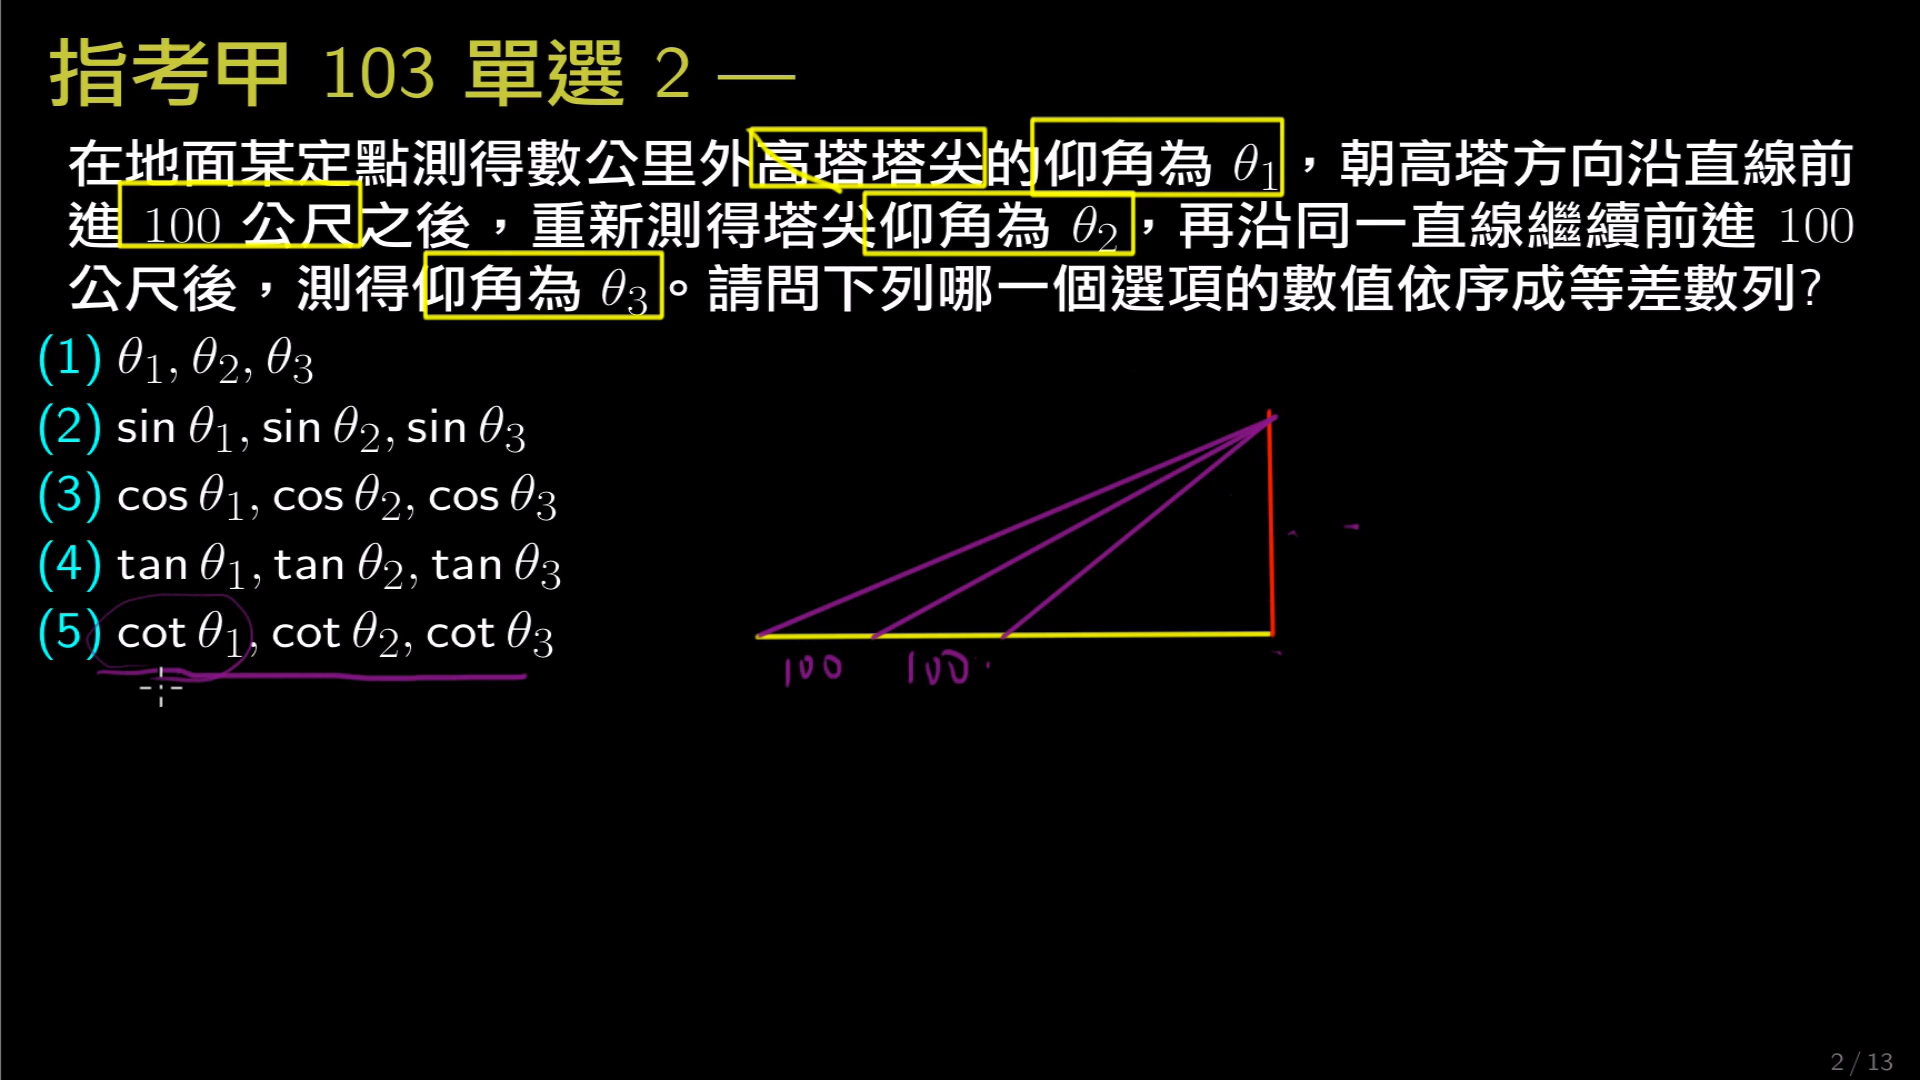 指考甲 103 單選 2 —
在地面某定點測得數公里外高塔塔尖的仰角為 θ₁，朝高塔方向沿直線前
進 100 公尺之後，重新測得塔尖仰角為 θ₂，再沿同一直線繼續前進 100
公尺後，測得仰角為 θ₃。請問下列哪一個選項的數值依序成等差數列?
(1) θ₁, θ₂, θ₃
(2) sin θ₁, sin θ₂, sin θ₃
(3) cos θ₁, cos θ₂, cos θ₃
(4) tan θ₁, tan θ₂, tan θ₃
(5) cot θ₁, cot θ₂, cot θ₃
100 100
2 / 13